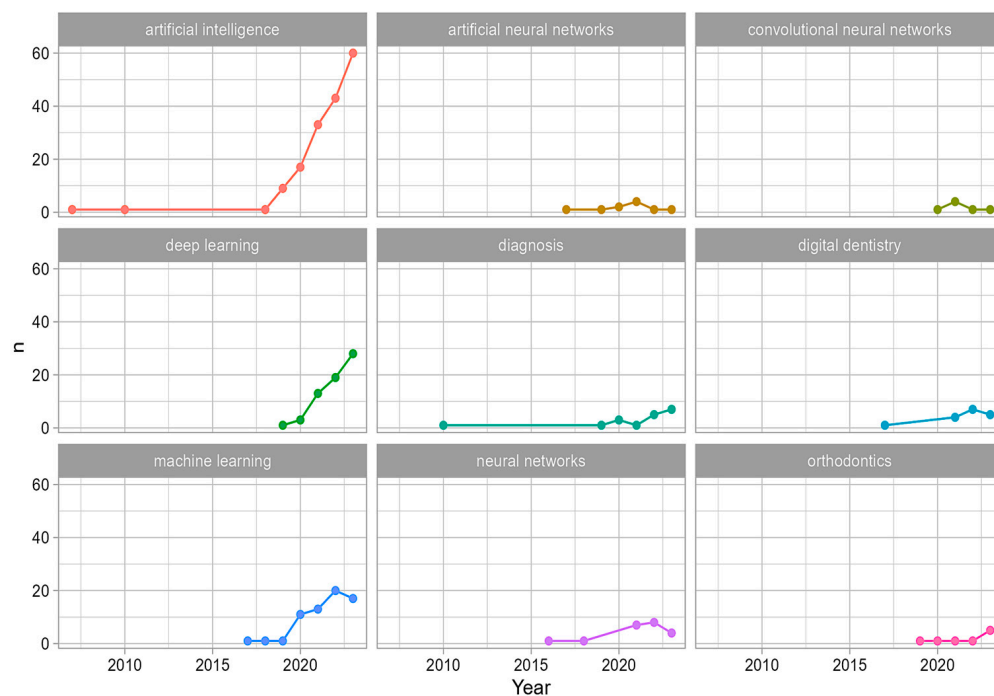 artificial intelligence
artificial neural networks
convolutional neural networks
60
40
20
0
deep learning
diagnosis
digital dentistry
60
40
20
0
n
machine learning
neural networks
orthodontics
60
40
20
0
2010 2015 2020 2010 2015 2020 2010 2015 2020
Year